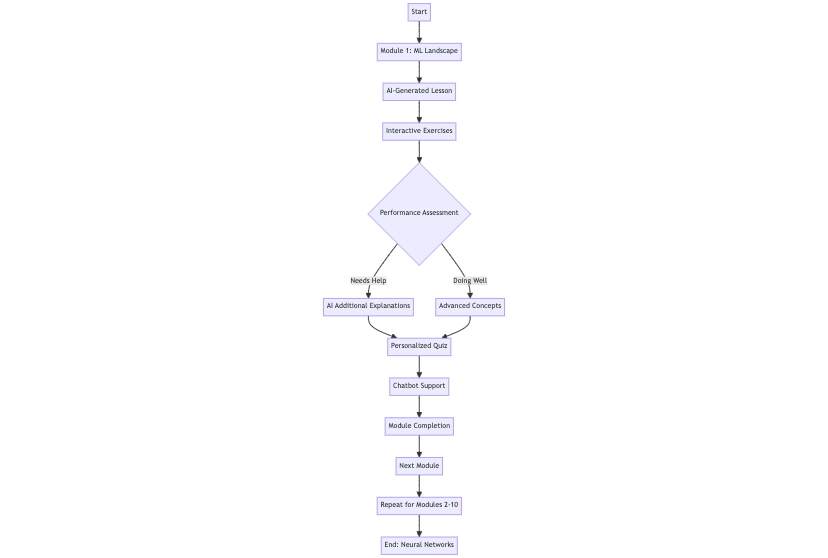 Start
Module 1: ML Landscape
AI-Generated Lesson
Interactive Exercises
Performance Assessment
Needs Help
Doing Well
AI Additional Explanations
Advanced Concepts
Personalized Quiz
Chatbot Support
Module Completion
Next Module
Repeat for Modules 2-10
End: Neural Networks